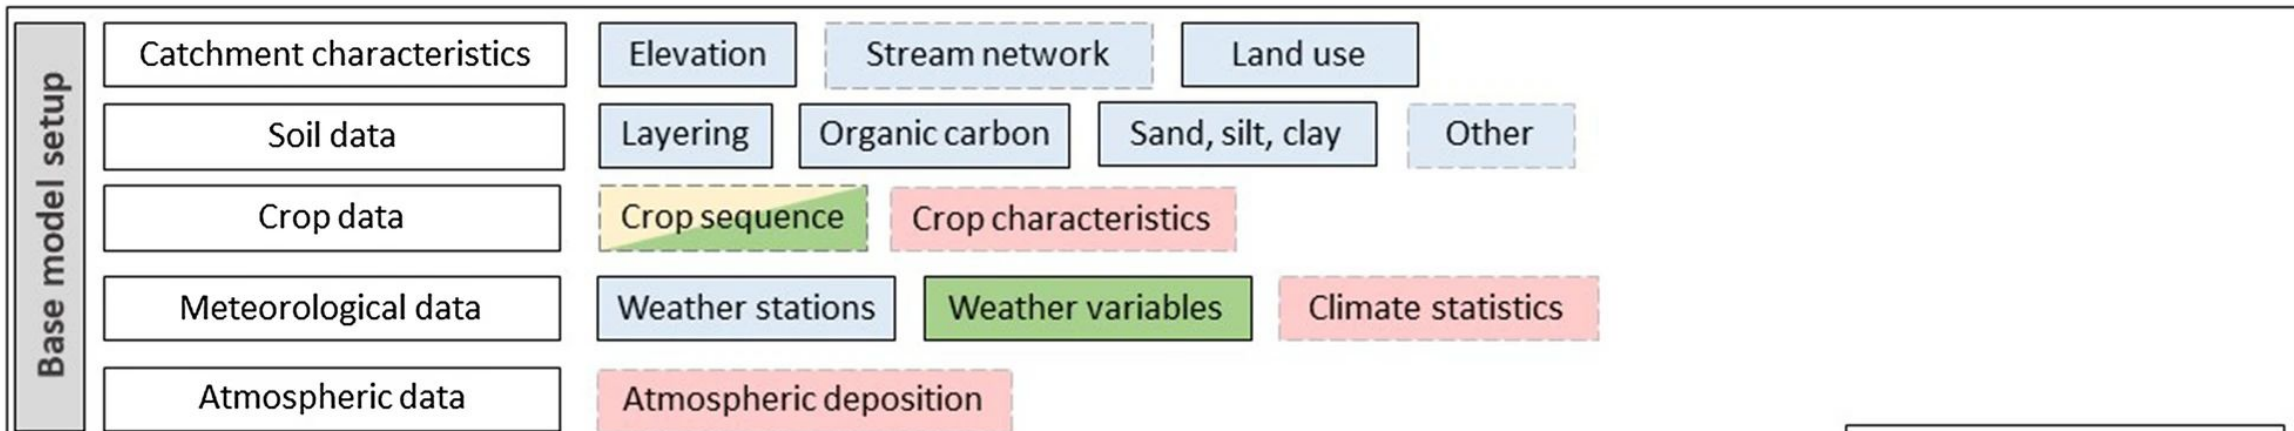 Base model setup
Catchment characteristics
Elevation
Stream network
Land use
Soil data
Layering
Organic carbon
Sand, silt, clay
Other
Crop data
Crop sequence
Crop characteristics
Meteorological data
Weather stations
Weather variables
Climate statistics
Atmospheric data
Atmospheric deposition